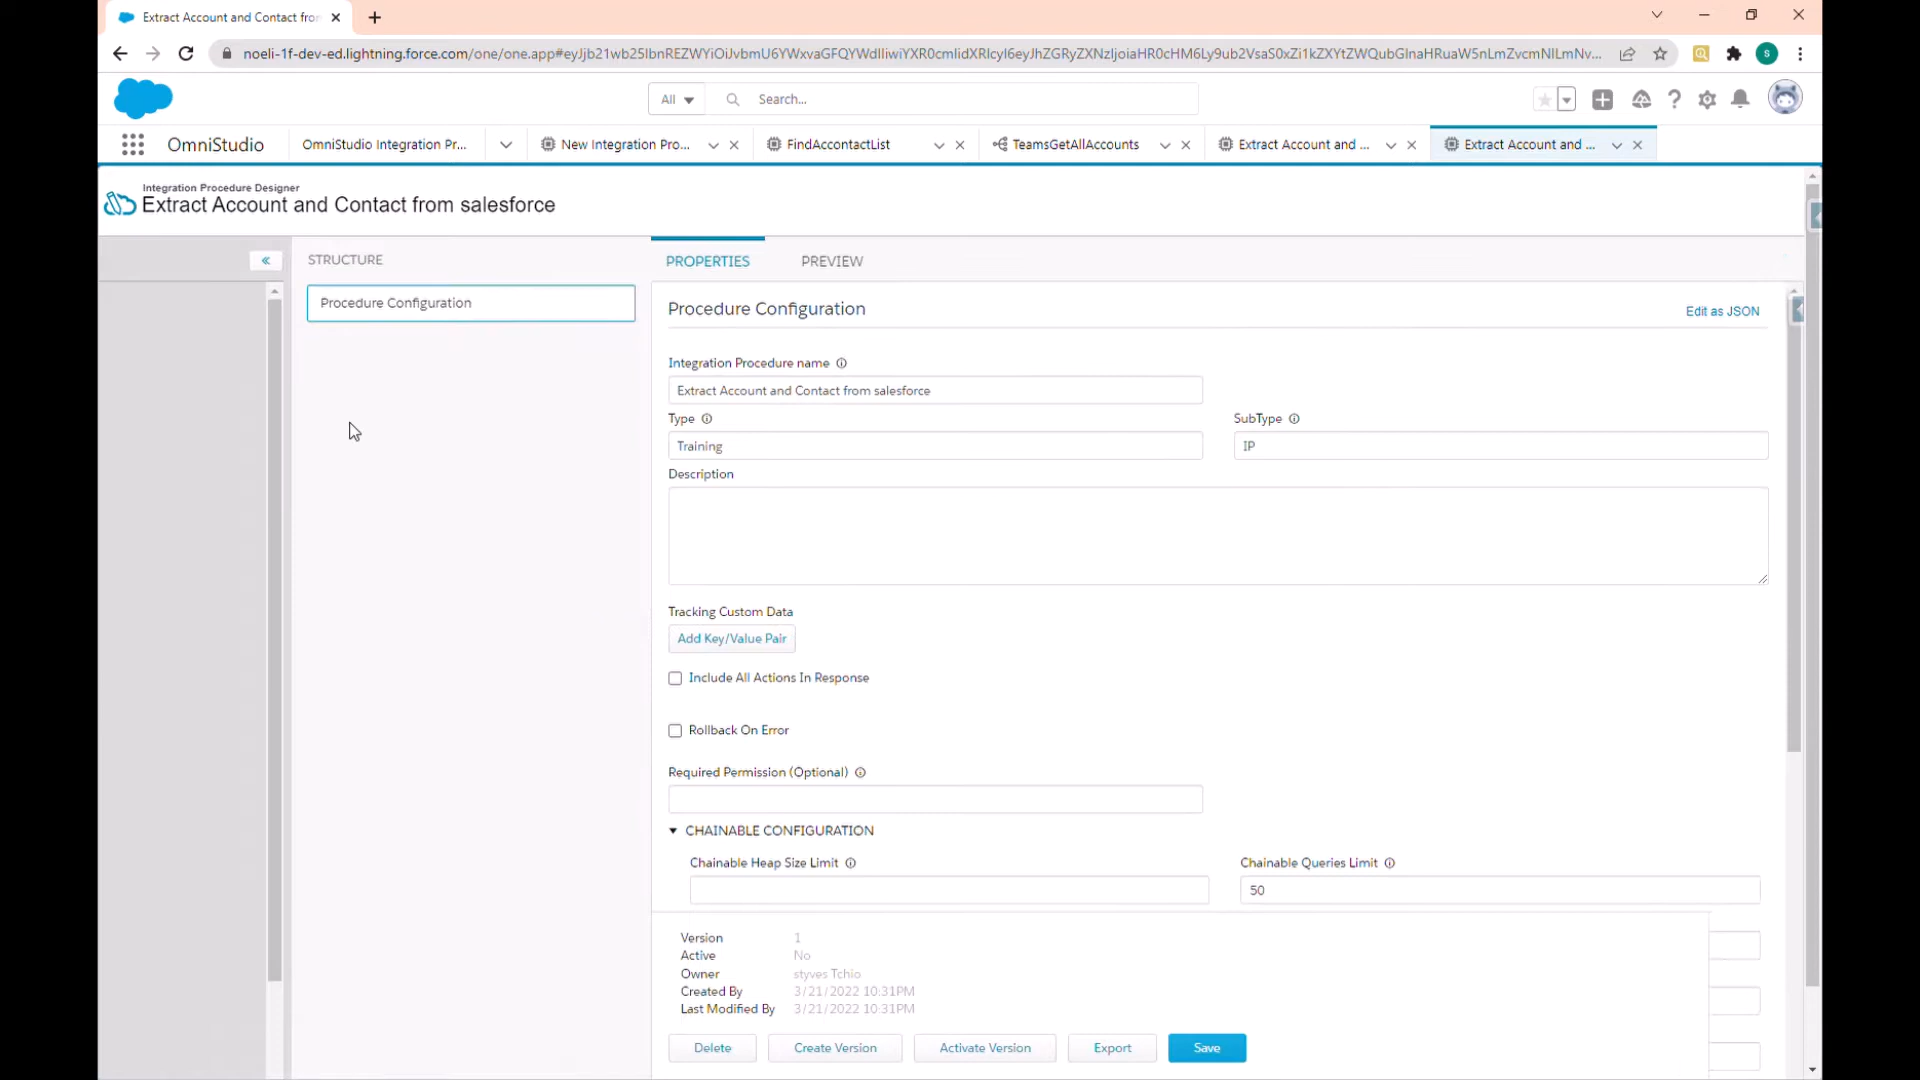 Extract Account and Contact fro
noeli-1f-dev-ed.lightning.force.com/one/one.app#
S
All
Search...
OmniStudio
OmniStudio Integration Pr...
New Integration Pro...
FindAccontactList
TeamsGetAllAccounts
Extract Account and ...
Extract Account and ...
Integration Procedure Designer
Extract Account and Contact from salesforce
STRUCTURE
PROPERTIES
PREVIEW
Procedure Configuration
Procedure Configuration
Edit as JSON
Integration Procedure name
Extract Account and Contact from salesforce
Type
SubType
Training
IP
Description
Tracking Custom Data
Add Key/Value Pair
Include All Actions In Response
Rollback On Error
Required Permission (Optional)
CHAINABLE CONFIGURATION
Chainable Heap Size Limit
Chainable Queries Limit
50
Version 1
Active No
Owner styves Tchio
Created By 3/21/2022 10:31PM
Last Modified By 3/21/2022 10:31PM
Delete
Create Version
Activate Version
Export
Save